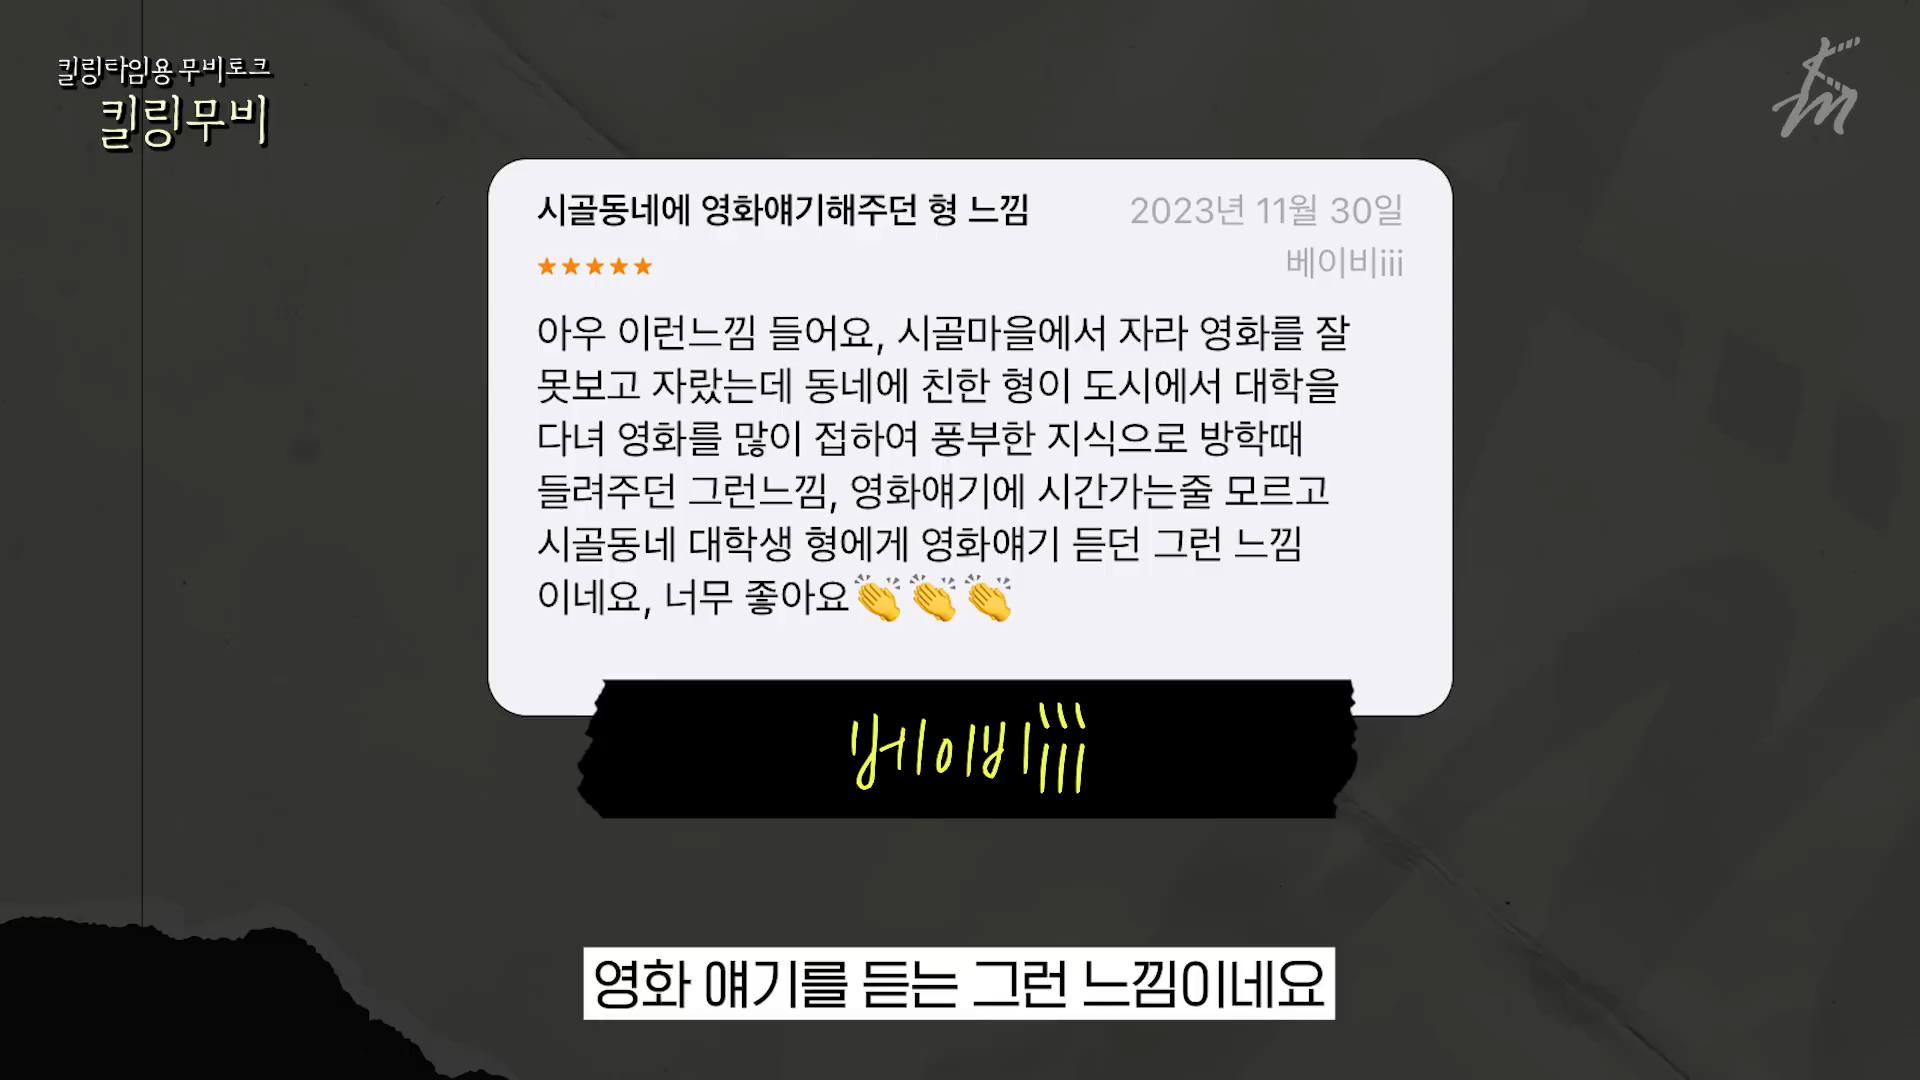 킬링타임용 무비토크
킬링무비
시골동네에 영화얘기해주던 형 느낌
2023년 11월 30일
★★★★★
베이비iii
아우 이런느낌 들어요, 시골마을에서 자라 영화를 잘
못보고 자랐는데 동네에 친한 형이 도시에서 대학을
다녀 영화를 많이 접하여 풍부한 지식으로 방학때
들려주던 그런느낌, 영화얘기에 시간가는줄 모르고
시골동네 대학생 형에게 영화얘기 듣던 그런 느낌
이네요, 너무 좋아요👏👏👏
베이비iii
영화 얘기를 듣는 그런 느낌이네요